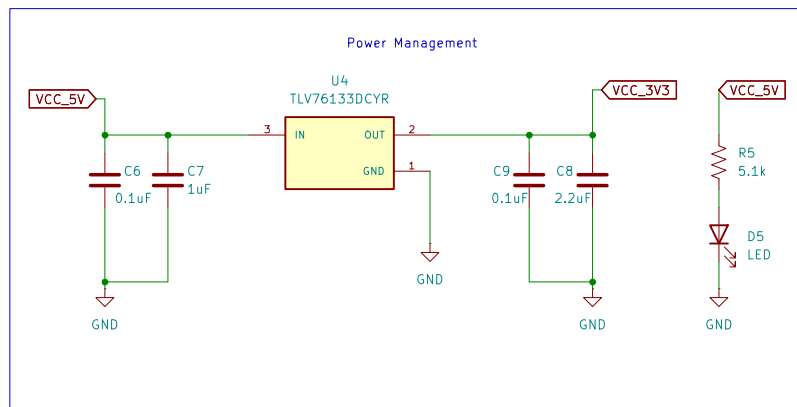 Power Management
U4
TLV76133DCYR
VCC_5V
VCC_3V3
VCC_5V
3
IN
OUT
2
GND
1
C6
0.1uF
C7
1uF
C9
0.1uF
C8
2.2uF
R5
5.1k
D5
LED
GND
GND
GND
GND